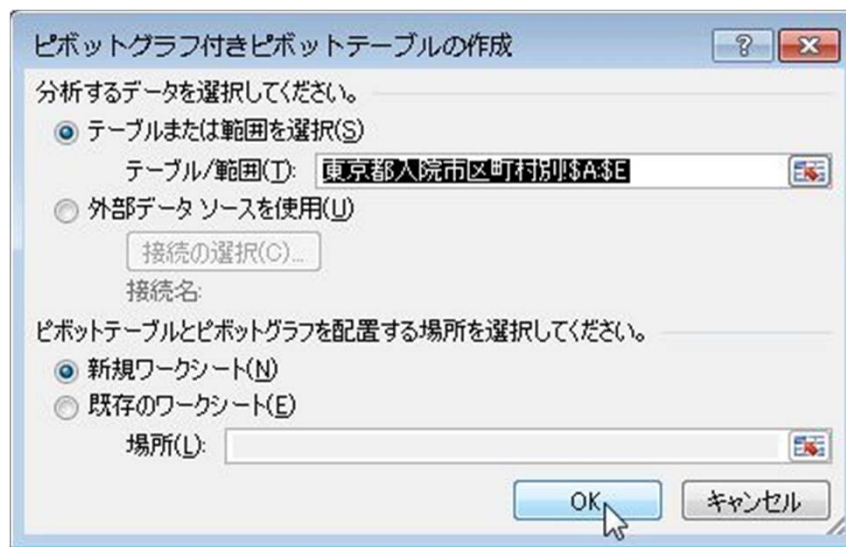 ピボットグラフ付きピボットテーブルの作成
分析するデータを選択してください。
テーブルまたは範囲を選択(S)
テーブル/範囲(T): 東京都入院市区町村別!$A:$E
外部データ ソースを使用(U)
接続の選択(C)...
接続名:
ピボットテーブルとピボットグラフを配置する場所を選択してください。
新規ワークシート(N)
既存のワークシート(E)
場所(L):
OK キャンセル